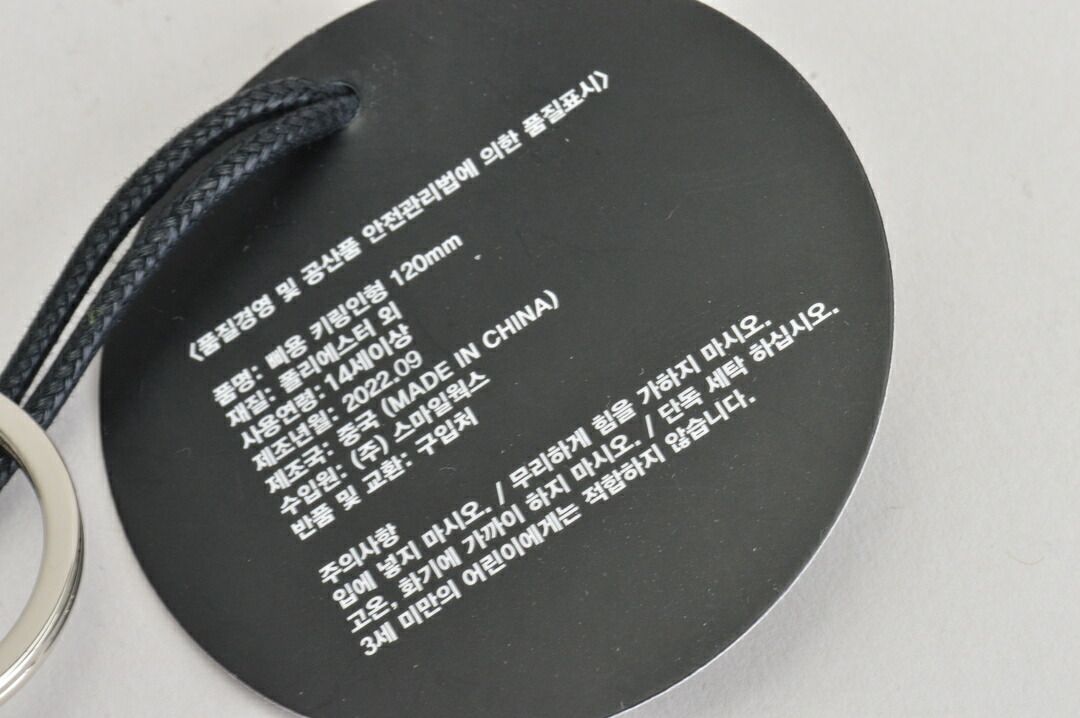 <품질경영 및 공산품 안전관리법에 의한 품질표시>
품명: 삐용 키링인형 120mm
재질: 폴리에스터 외
사용연령: 14세이상
제조년월: 2022.09
제조국: 중국 (MADE IN CHINA)
수입원: (주) 스마일웍스
반품 및 교환: 구입처
주의사항
입에 넣지 마시오. / 무리하게 힘을 가하지 마시오.
고온, 화기에 가까이 하지 마시오. / 단독 세탁 하십시오.
3세 미만의 어린이에게는 적합하지 않습니다.